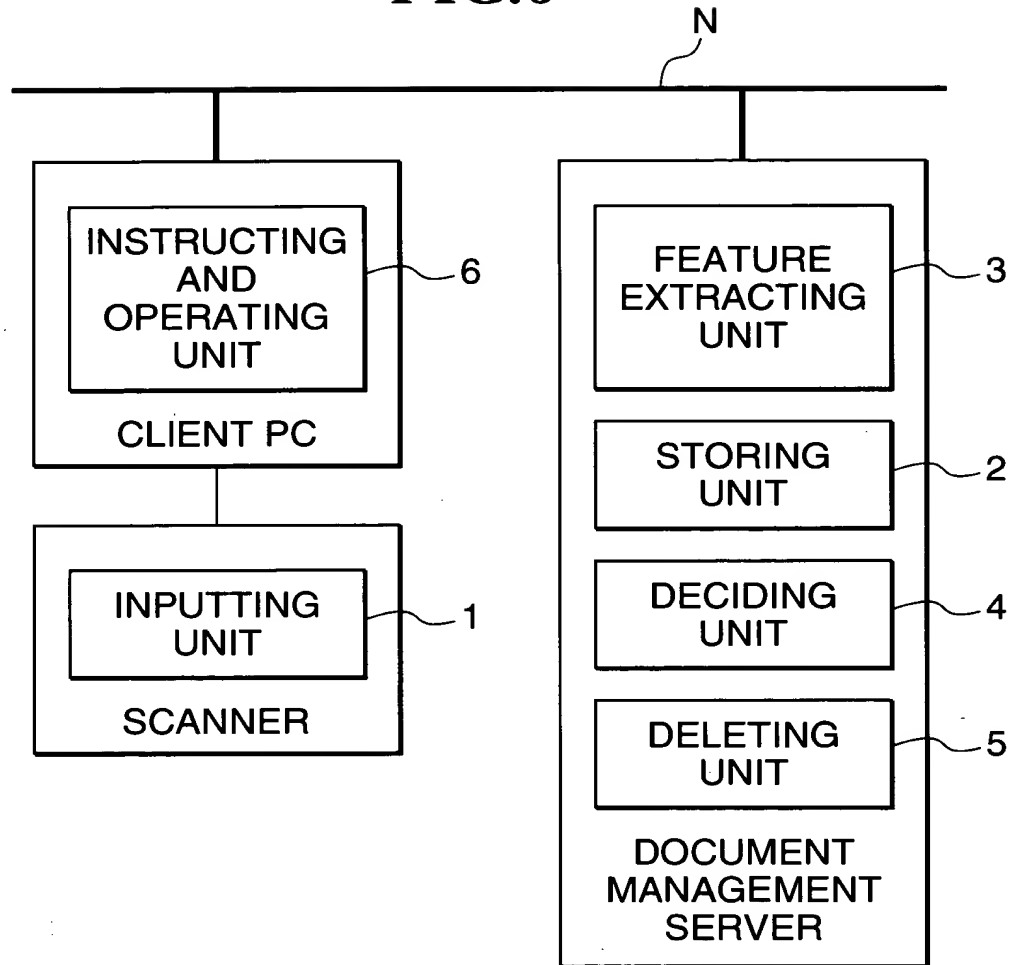 N
INSTRUCTING
AND
OPERATING
UNIT
6
CLIENT PC
INPUTTING
UNIT
1
SCANNER
FEATURE
EXTRACTING
UNIT
3
STORING
UNIT
2
DECIDING
UNIT
4
DELETING
UNIT
5
DOCUMENT
MANAGEMENT
SERVER